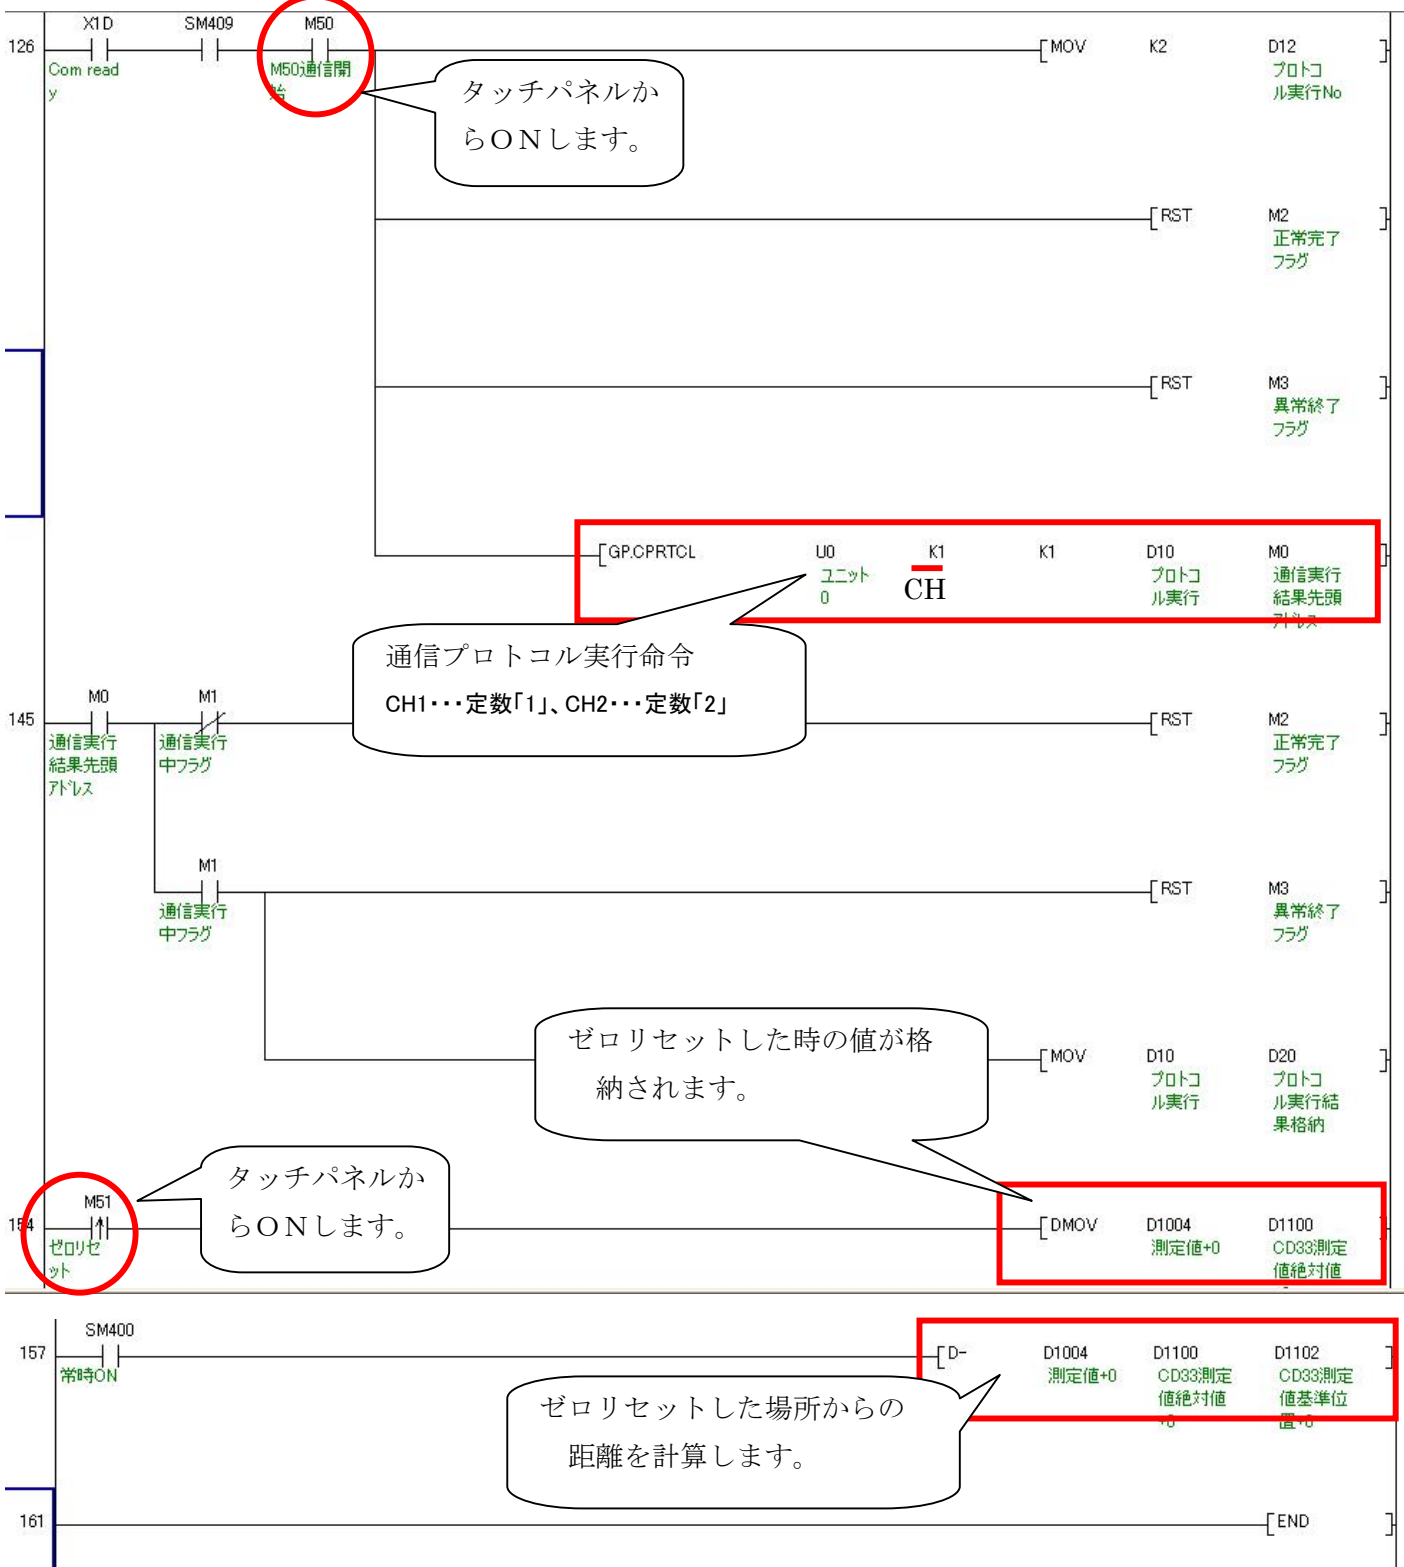 X1D SM409 M50
126 MOV K2 D12
Com read M50通信開 プロトコ
y 始 ル実行No
タッチパネルか
らＯＮします。
RST M2
正常完了
フラグ
RST M3
異常終了
フラグ
GP.CPRTCL U0 K1 K1 D10 M0
ユニット プロトコ 通信実行
0 CH ル実行 結果先頭
アドレス
通信プロトコル実行命令
CH1・・・定数「1」、CH2・・・定数「2」
M0 M1
145 RST M2
通信実行 通信実行 正常完了
結果先頭 中フラグ フラグ
アドレス
M1
RST M3
通信実行 異常終了
中フラグ フラグ
ゼロリセットした時の値が格
納されます。
MOV D10 D20
プロトコ プロトコ
ル実行 ル実行結
果格納
タッチパネルか
らＯＮします。
M51
154 DMOV D1004 D1100
ゼロリセ 測定値+0 CD33測定
ット 値絶対値
SM400
157 D- D1004 D1100 D1102
常時ON 測定値+0 CD33測定 CD33測定
値絶対値 値基準位
+0 置+0
ゼロリセットした場所からの
距離を計算します。
161 END